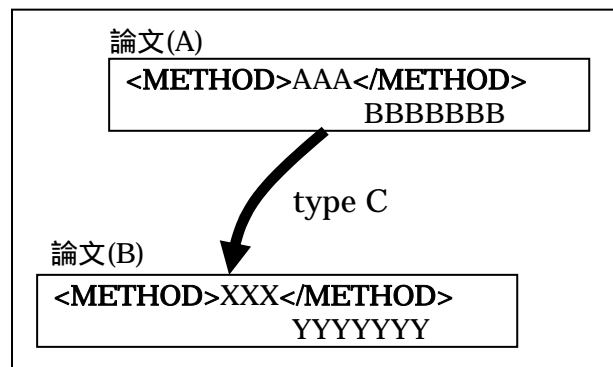 論文(A)
<METHOD>AAA</METHOD>
BBBBBBB
type C
論文(B)
<METHOD>XXX</METHOD>
YYYYYYY